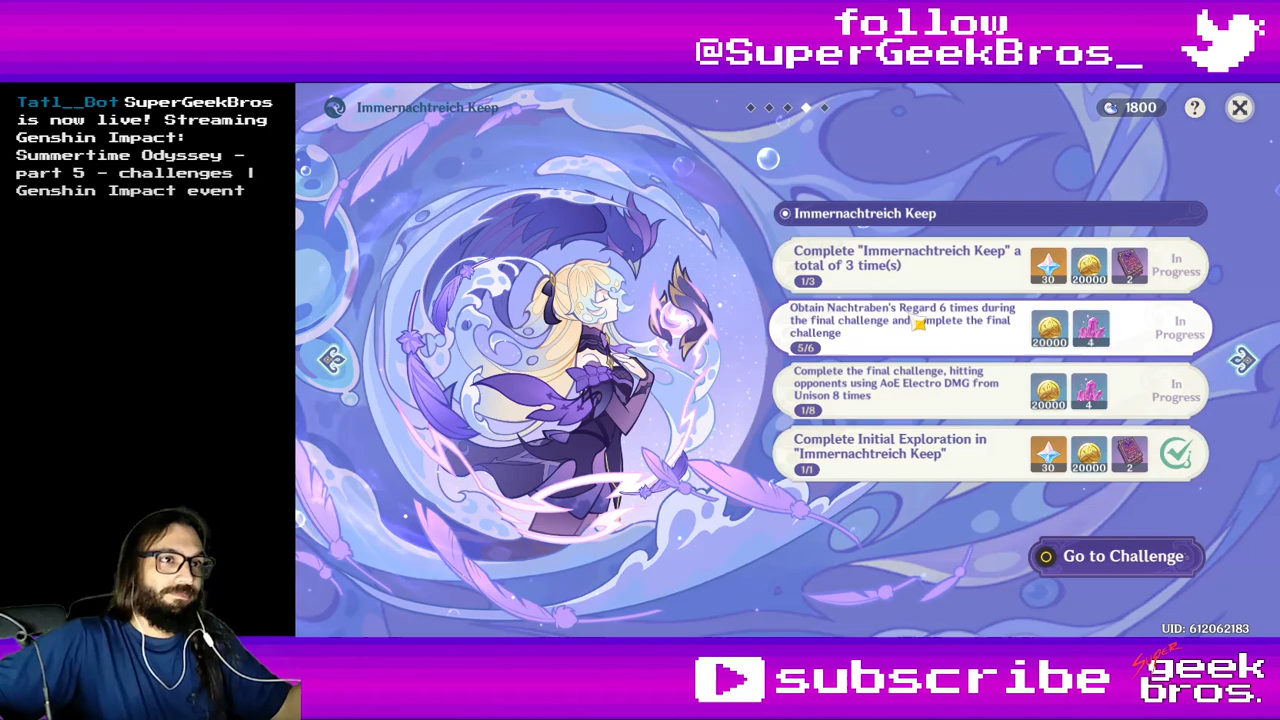 follow
@SuperGeekBros_
Tatl__Bot SuperGeekBros
is now live! Streaming
Genshin Impact:
Summertime Odyssey -
part 5 - challenges |
Genshin Impact event
Immernachtreich Keep
1800
?
Immernachtreich Keep
Complete "Immernachtreich Keep" a
total of 3 time(s)
1/3
30
20000
2
In
Progress
Obtain Nachtraben's Regard 6 times during
the final challenge and complete the final
challenge
5/6
20000
4
In
Progress
Complete the final challenge, hitting
opponents using AoE Electro DMG from
Unison 8 times
1/8
20000
4
In
Progress
Complete Initial Exploration in
"Immernachtreich Keep"
1/1
30
20000
2
Go to Challenge
UID: 612062183
subscribe
super
geek
bros.